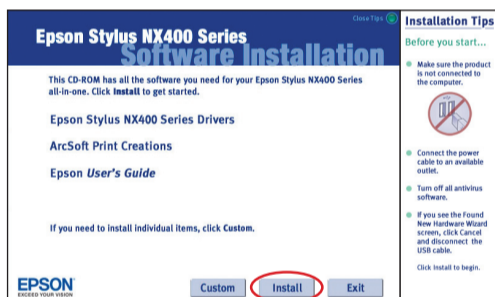 Close Tips
Epson Stylus NX400 Series
Software Installation
This CD-ROM has all the software you need for your Epson Stylus NX400 Series
all-in-one. Click Install to get started.
Epson Stylus NX400 Series Drivers
ArcSoft Print Creations
Epson User's Guide
If you need to install individual items, click Custom.
EPSON
EXCEED YOUR VISION
Custom
Install
Exit
Installation Tips
Before you start...
Make sure the product
is not connected to
the computer.
Connect the power
cable to an available
outlet.
Turn off all antivirus
software.
If you see the Found
New Hardware Wizard
screen, click Cancel
and disconnect the
USB cable.
Click Install to begin.